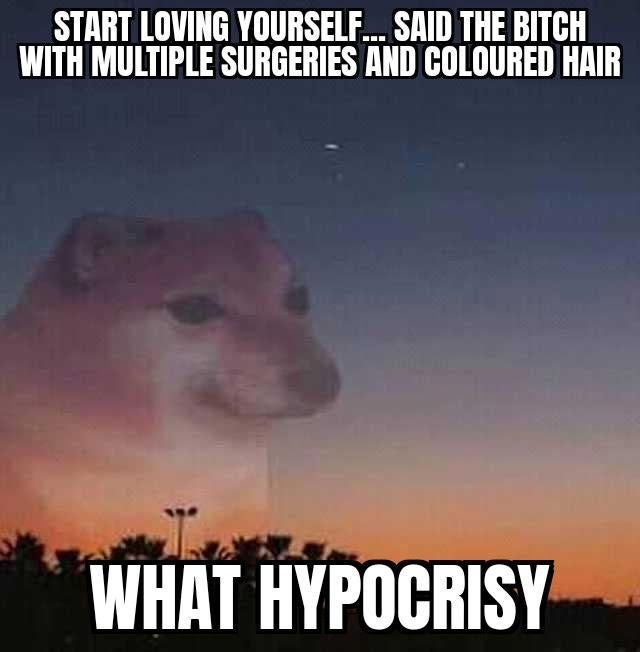 START LOVING YOURSELF... SAID THE BITCH
WITH MULTIPLE SURGERIES AND COLOURED HAIR
WHAT HYPOCRISY